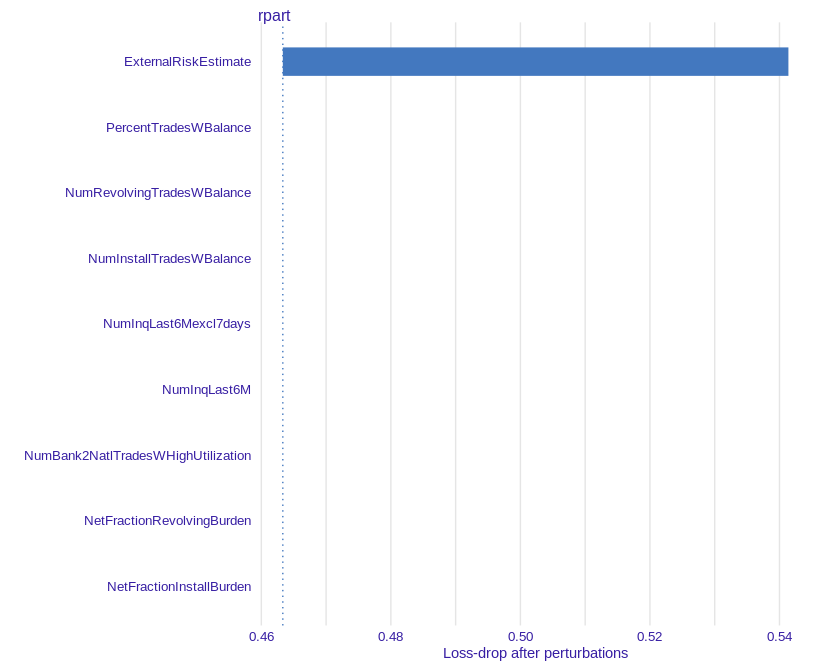 rpart
ExternalRiskEstimate
PercentTradesWBalance
NumRevolvingTradesWBalance
NumInstallTradesWBalance
NumInqLast6Mexcl7days
NumInqLast6M
NumBank2NatlTradesWHighUtilization
NetFractionRevolvingBurden
NetFractionInstallBurden
0.46 0.48 0.50 0.52 0.54
Loss-drop after perturbations